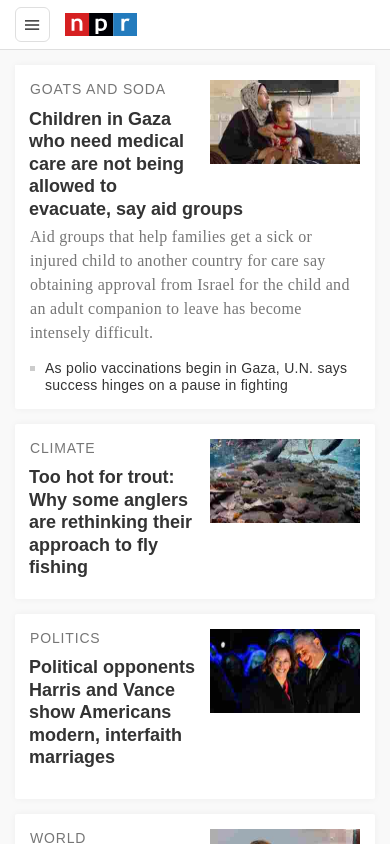 npr
GOATS AND SODA
Children in Gaza
who need medical
care are not being
allowed to
evacuate, say aid groups
Aid groups that help families get a sick or
injured child to another country for care say
obtaining approval from Israel for the child and
an adult companion to leave has become
intensely difficult.
As polio vaccinations begin in Gaza, U.N. says
success hinges on a pause in fighting
CLIMATE
Too hot for trout:
Why some anglers
are rethinking their
approach to fly
fishing
POLITICS
Political opponents
Harris and Vance
show Americans
modern, interfaith
marriages
WORLD